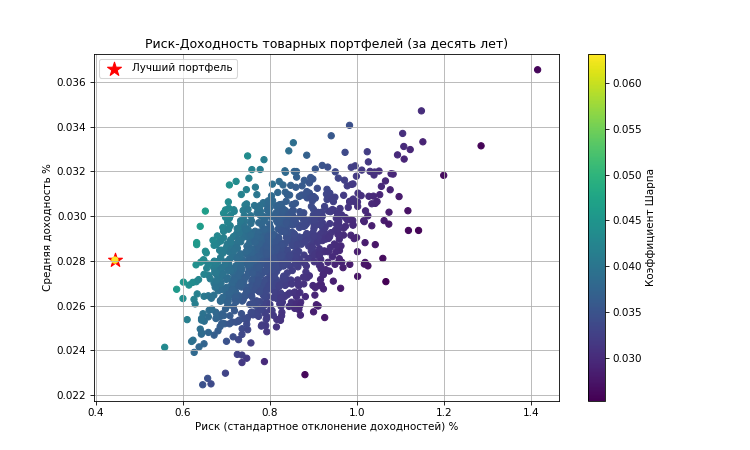 Риск-Доходность товарных портфелей (за десять лет)
Лучший портфель
Средняя доходность %
0.036
0.034
0.032
0.030
0.028
0.026
0.024
0.022
0.4 0.6 0.8 1.0 1.2 1.4
Риск (стандартное отклонение доходностей) %
0.060
0.055
0.050
0.045
0.040
0.035
0.030
Коэффициент Шарпа